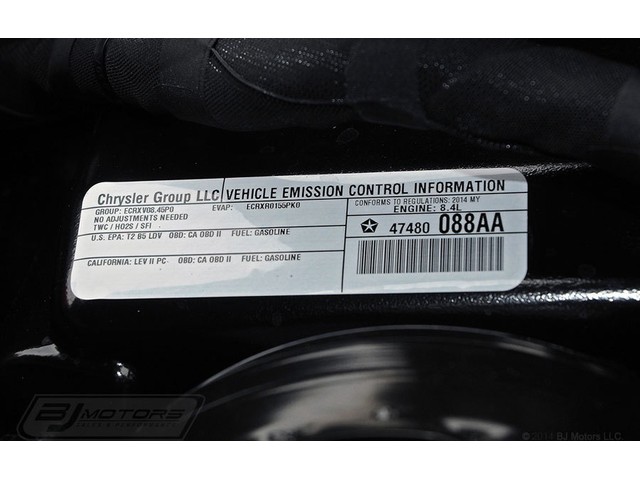 Chrysler Group LLC VEHICLE EMISSION CONTROL INFORMATION
GROUP: ECRXV08.45P0 EVAP: ECRXR0155PK0
CONFORMS TO REGULATIONS: 2014 MY
NO ADJUSTMENTS NEEDED
ENGINE: 8.4L
TWC / HO2S / SFI
47480 088AA
U.S. EPA: T2 B5 LDV OBD: CA OBD II FUEL: GASOLINE
CALIFORNIA: LEV II PC- OBD: CA OBD II FUEL: GASOLINE
BJ MOTORS
SALES & PERFORMANCE
© 2014 BJ Motors LLC.